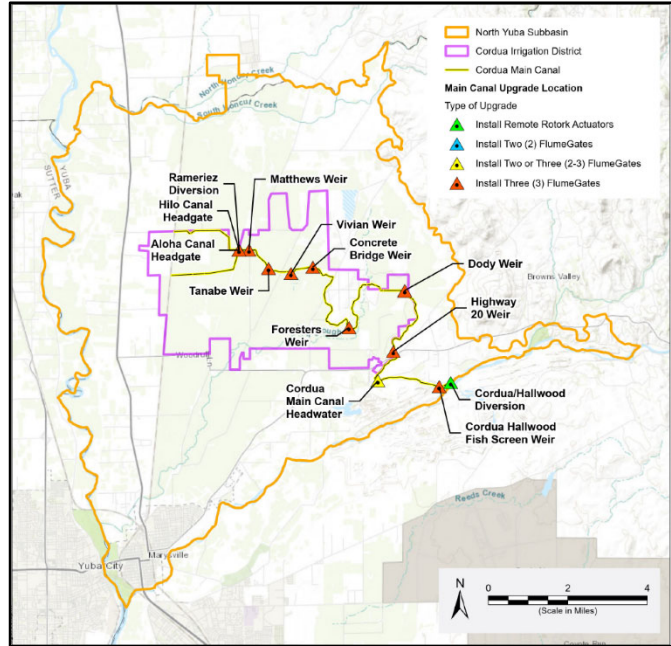 North Yuba Subbasin
Cordua Irrigation District
Cordua Main Canal
Main Canal Upgrade Location
Type of Upgrade
Install Remote Rotork Actuators
Install Two (2) FlumeGates
Install Two or Three (2-3) FlumeGates
Install Three (3) FlumeGates
North Honcut Creek
South Honcut Creek
YUBA
SUTTER
Rameriez
Diversion
Matthews Weir
Hilo Canal
Headgate
Vivian Weir
Aloha Canal
Headgate
Concrete
Bridge Weir
Tanabe Weir
Dody Weir
Browns Valley
Foresters
Weir
Highway
20 Weir
Woodruff Ln
Cordua
Main Canal
Headwater
Cordua/Hallwood
Diversion
Cordua Hallwood
Fish Screen Weir
Reeds Creek
Marysville
Yuba City
N
0 2 4
(Scale in Miles)